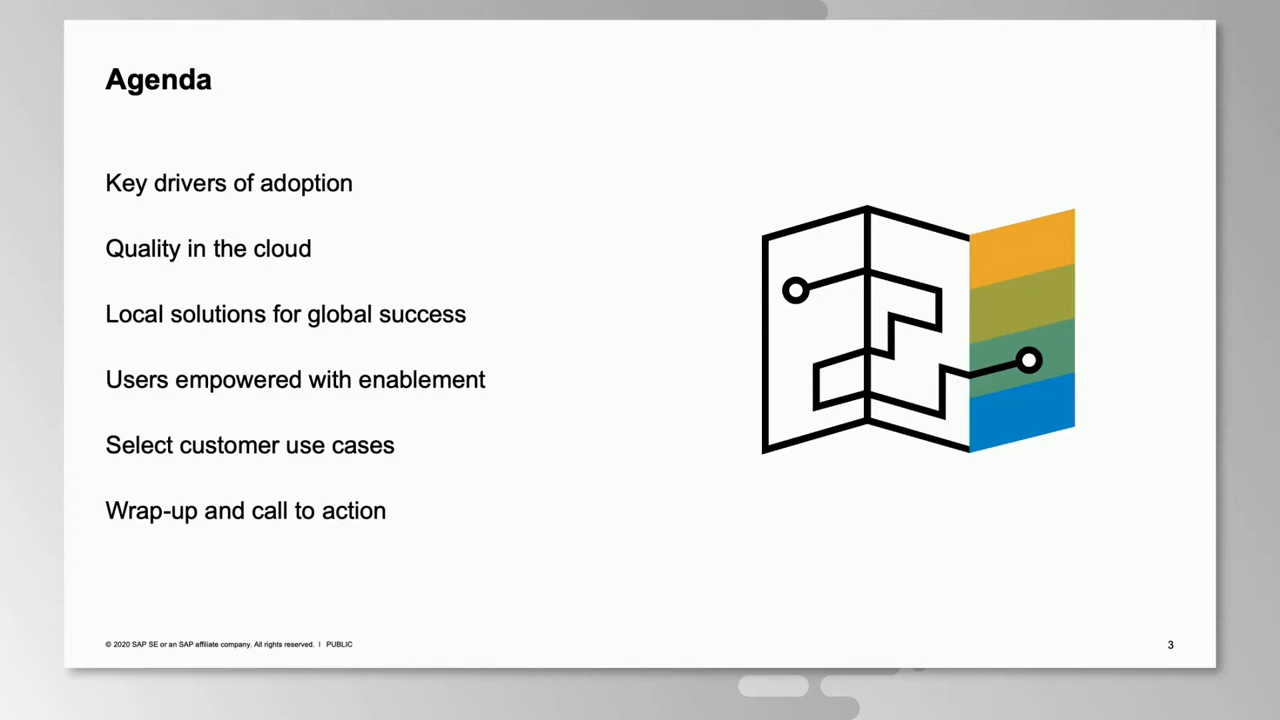 Agenda
Key drivers of adoption
Quality in the cloud
Local solutions for global success
Users empowered with enablement
Select customer use cases
Wrap-up and call to action
© 2020 SAP SE or an SAP affiliate company. All rights reserved. | PUBLIC
3